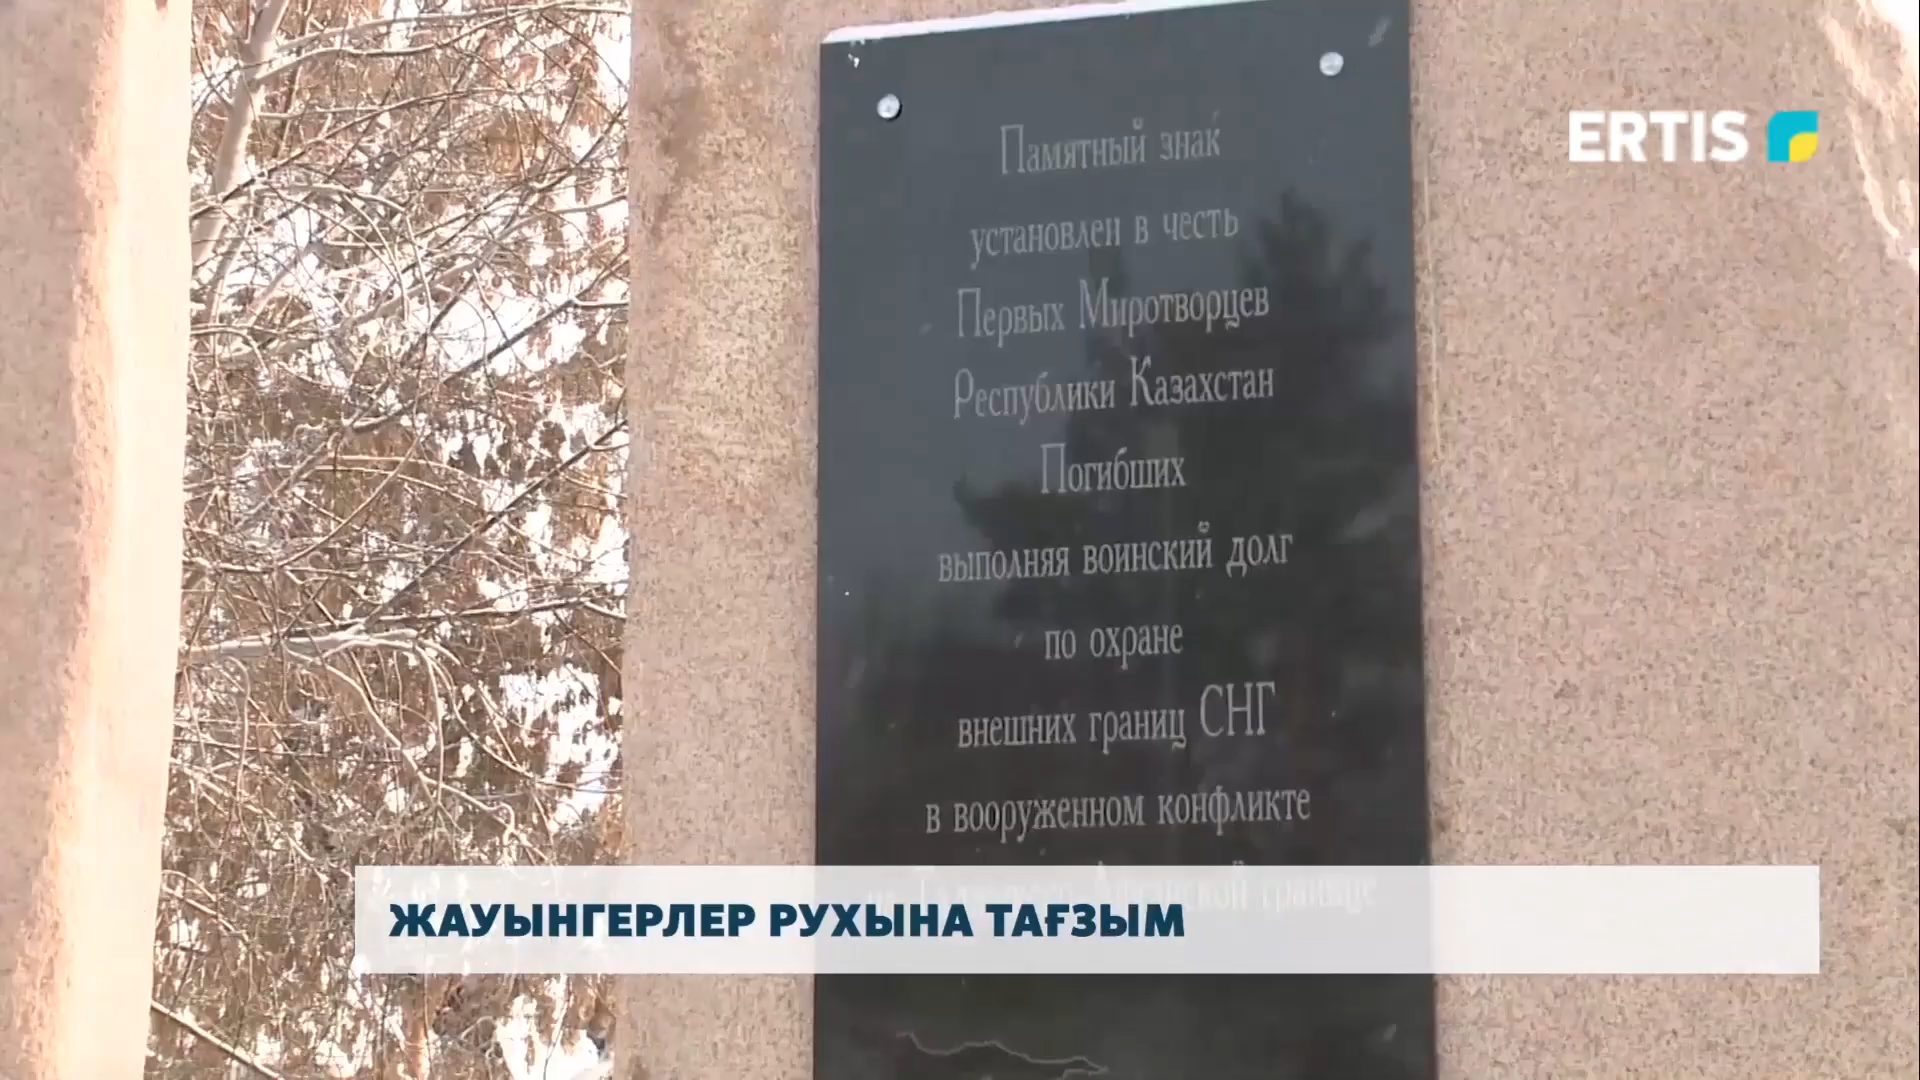 ERTIS
Памятный знак
установлен в честь
Первых Миротворцев
Республики Казахстан
Погибших
выполняя воинский долг
по охране
внешних границ СНГ
в вооруженном конфликте
границе
ЖАУЫНГЕРЛЕР РУХЫНА ТАҒЗЫМ